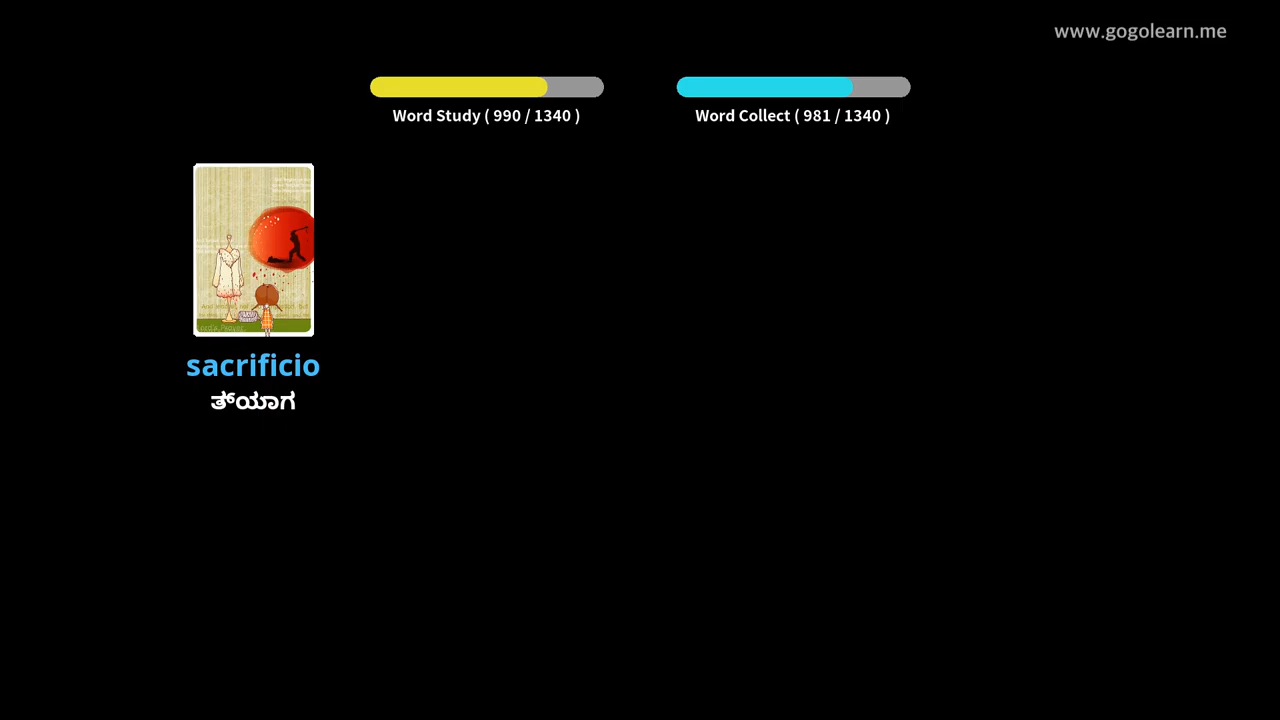 www.gogolearn.me
Word Study ( 990 / 1340 )
Word Collect ( 981 / 1340 )
sacrificio
ತ್ಯಾಗ